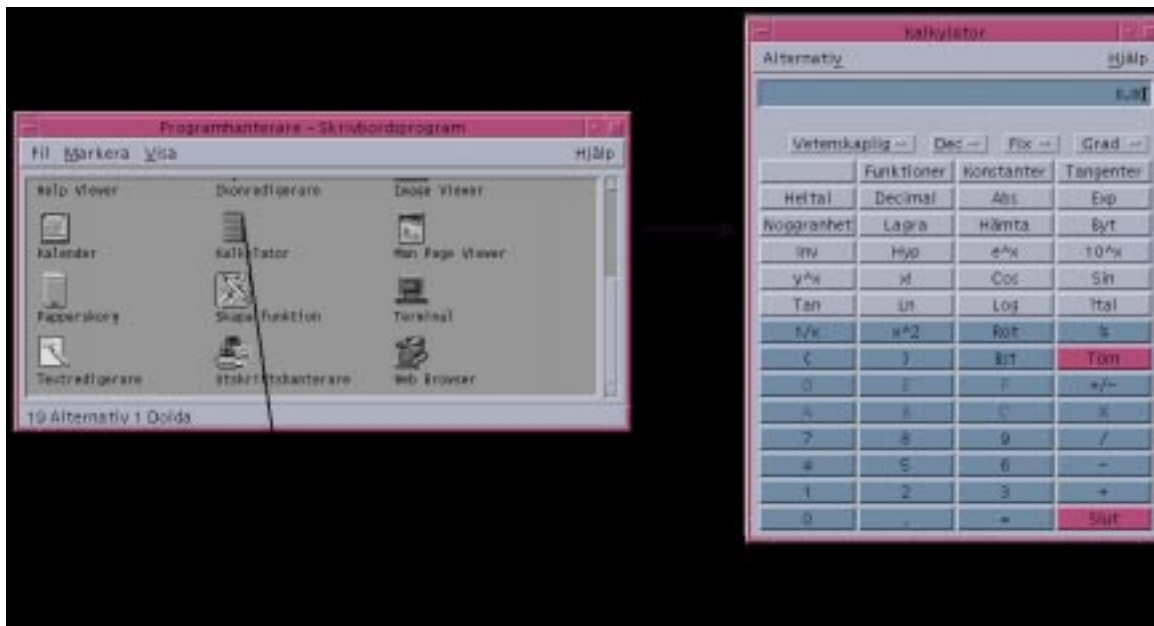 Programhanterare - Skrivbordsprogram
Fil Markera Visa Hjälp
Help Viewer Ikonredigerare Image Viewer
Kalender Kalkylator Man Page Viewer
Papperskorg Skapa funktion Terminal
Textredigerare Utskriftshanterare Web Browser
19 Alternativ 1 Dolda
Kalkylator
Alternativ Hjälp
Vetenskaplig Dec Fix Grad
Funktioner Konstanter Tangenter
Heltal Decimal Abs Exp
Noggranhet Lagra Hämta Byt
Inv Hyp e^x 10^x
y^x x! Cos Sin
Tan Ln Log
1/x x^2 Rot %
( ) Bst Töm
D E F +/-
A B C X
7 8 9 /
4 5 6 -
1 2 3 +
0 , = Slut